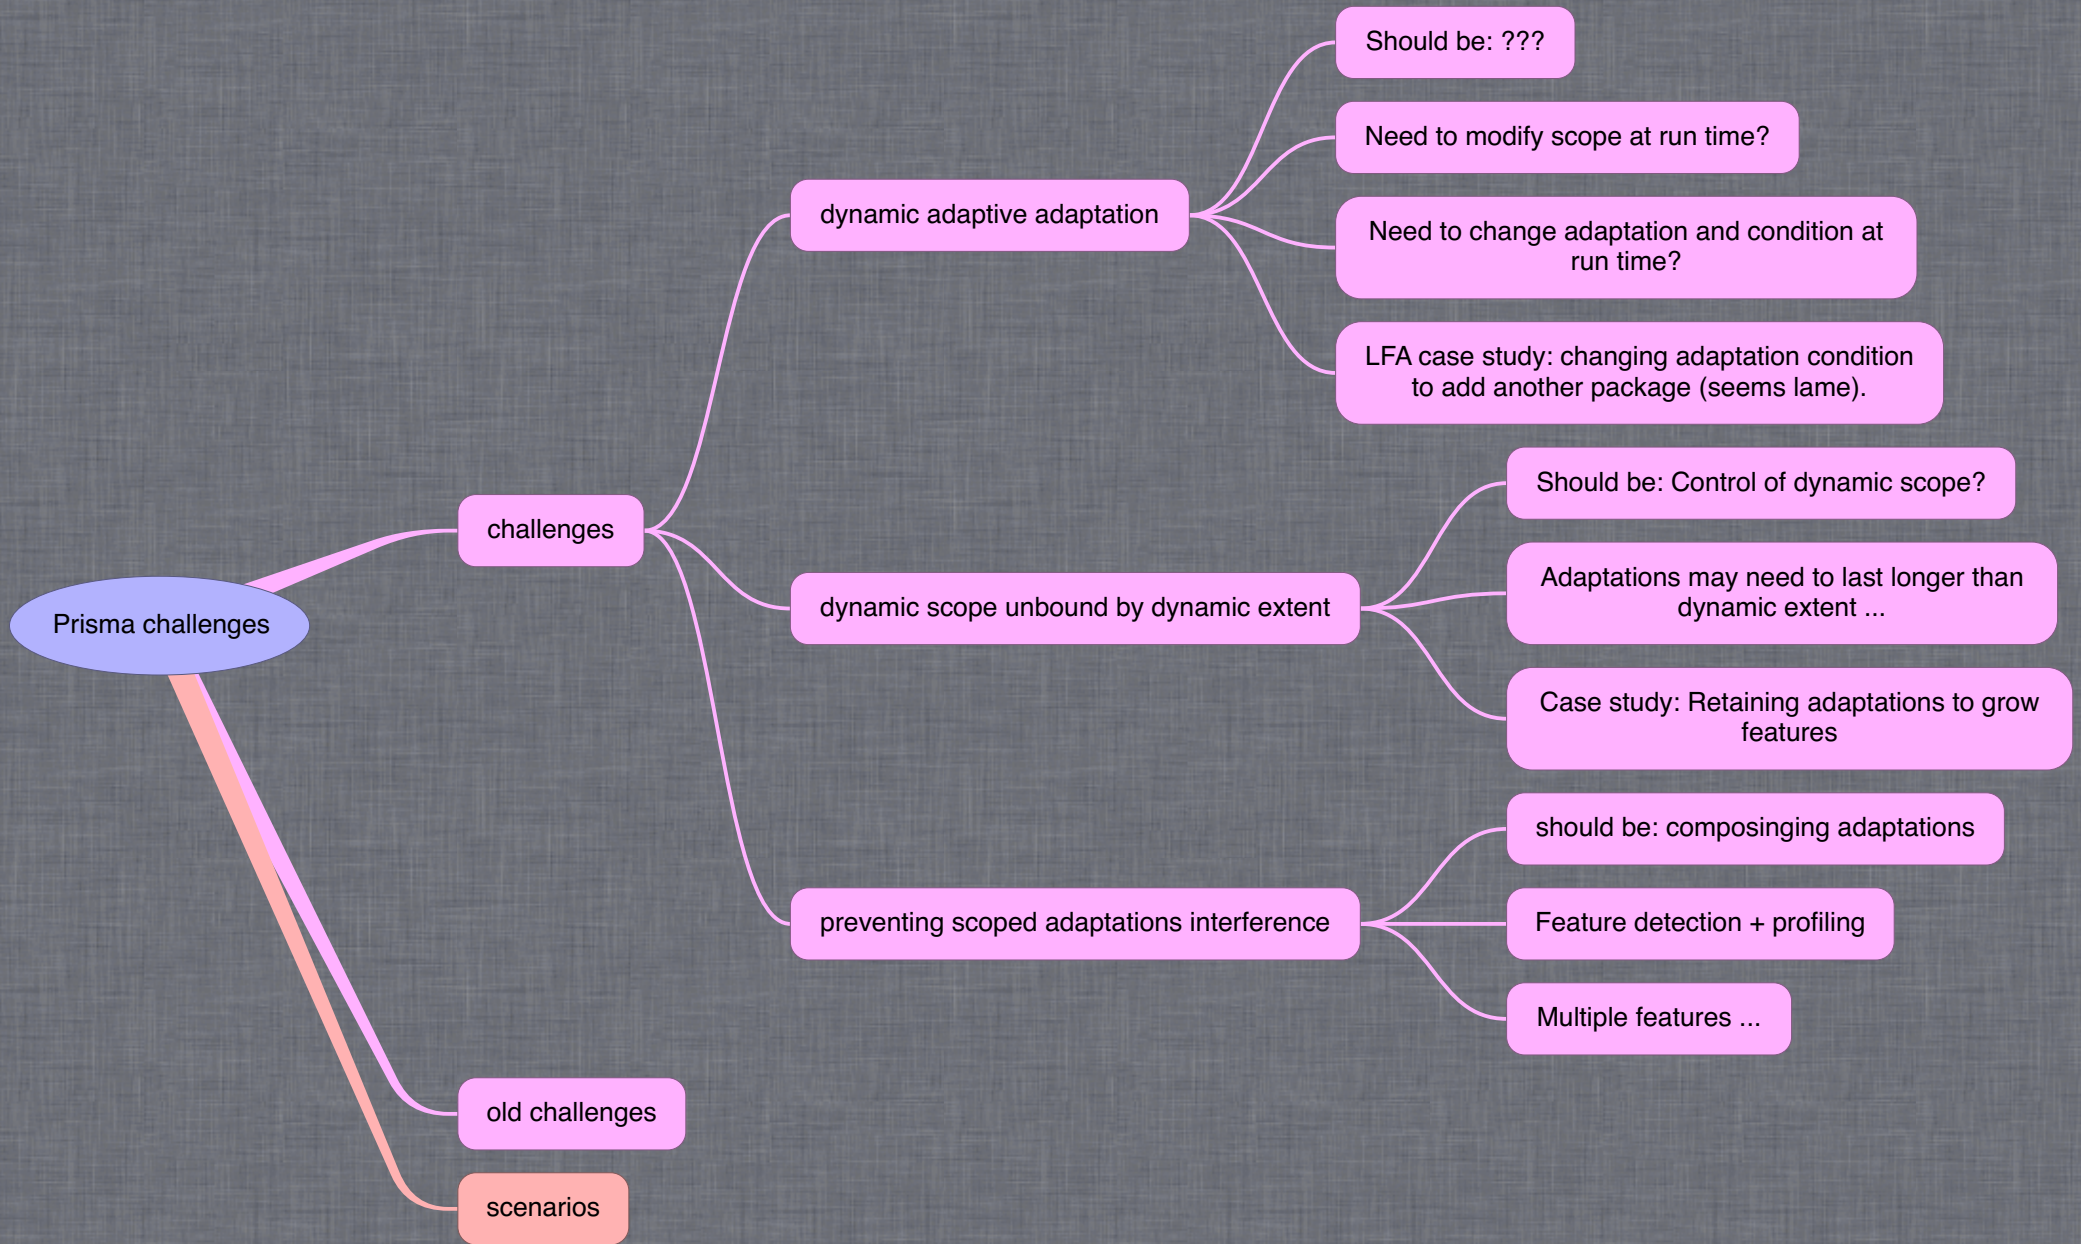 Prisma challenges
challenges
dynamic adaptive adaptation
Should be: ???
Need to modify scope at run time?
Need to change adaptation and condition at
run time?
LFA case study: changing adaptation condition
to add another package (seems lame).
dynamic scope unbound by dynamic extent
Should be: Control of dynamic scope?
Adaptations may need to last longer than
dynamic extent ...
Case study: Retaining adaptations to grow
features
preventing scoped adaptations interference
should be: composinging adaptations
Feature detection + profiling
Multiple features ...
old challenges
scenarios